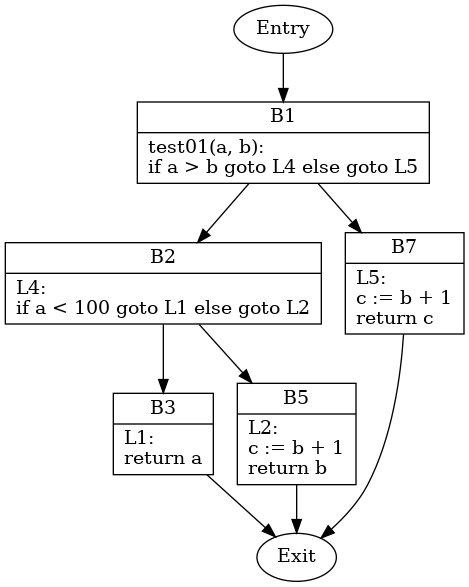 Entry
B1
test01(a, b):
if a > b goto L4 else goto L5
B2
L4:
if a < 100 goto L1 else goto L2
B7
L5:
c := b + 1
return c
B3
L1:
return a
B5
L2:
c := b + 1
return b
Exit